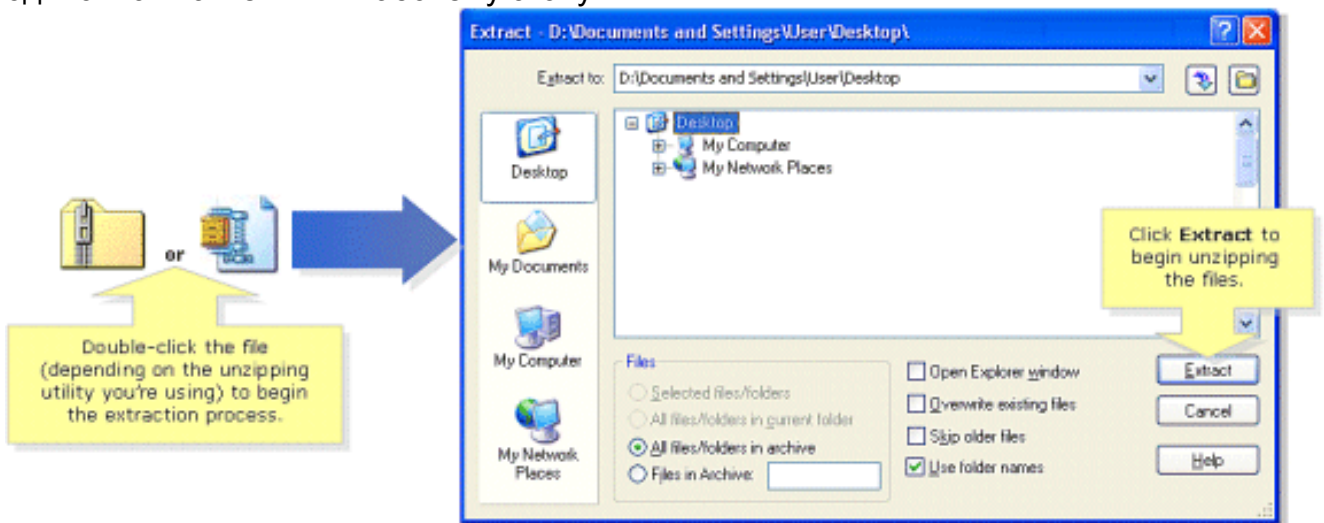 Extract - D:\Documents and Settings\User\Desktop\
Extract to: D:\Documents and Settings\User\Desktop
Desktop
My Documents
My Computer
My Network
Places
Desktop
My Computer
My Network Places
or
Double-click the file
(depending on the unzipping
utility you're using) to begin
the extraction process.
Click Extract to
begin unzipping
the files.
Files
Selected files/folders
All files/folders in current folder
All files/folders in archive
Files in Archive:
Open Explorer window
Overwrite existing files
Skip older files
Use folder names
Extract
Cancel
Help